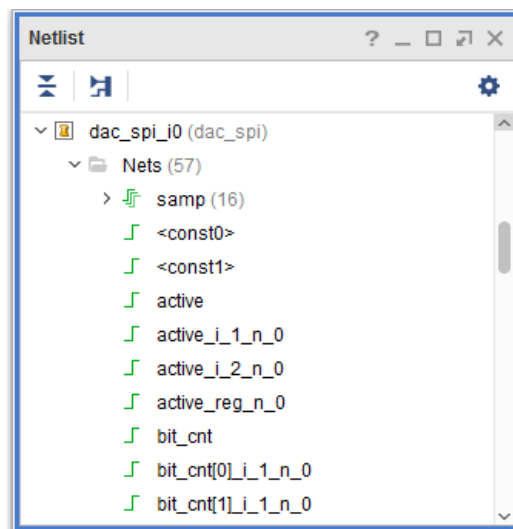 Netlist
dac_spi_i0 (dac_spi)
Nets (57)
samp (16)
<const0>
<const1>
active
active_i_1_n_0
active_i_2_n_0
active_reg_n_0
bit_cnt
bit_cnt[0]_i_1_n_0
bit_cnt[1]_i_1_n_0